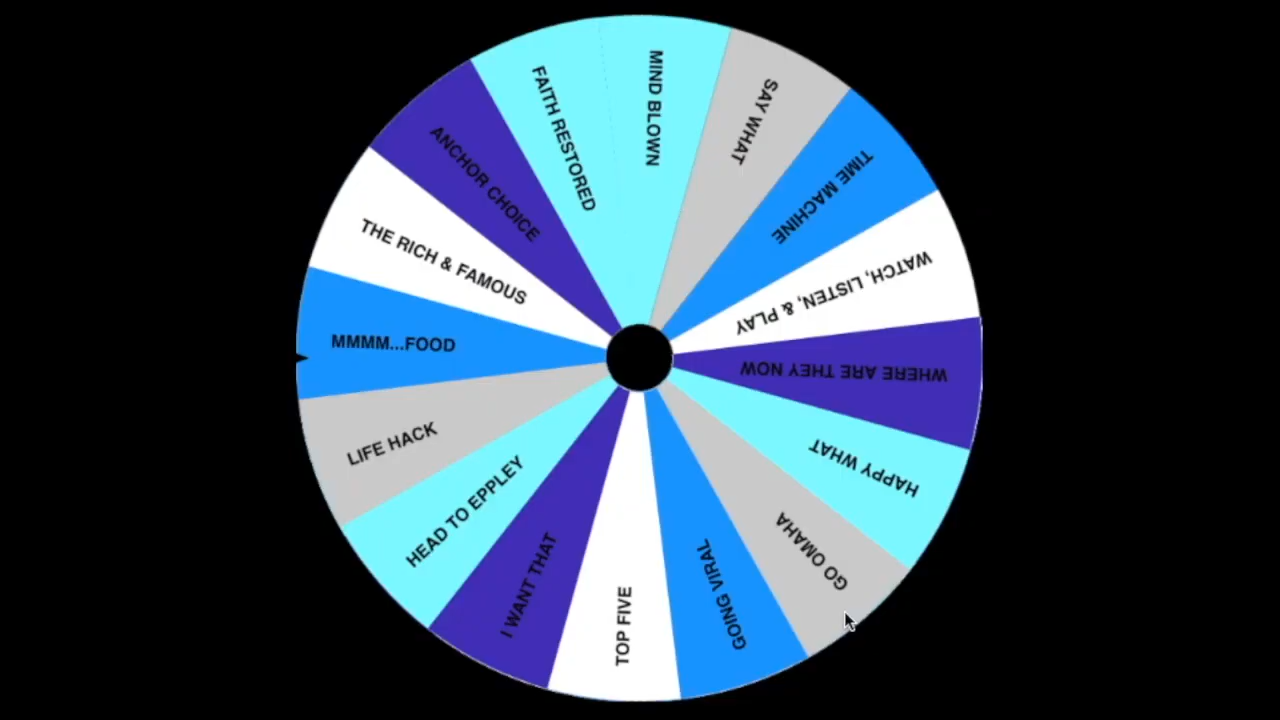 MIND BLOWN
SAY WHAT
TIME MACHINE
WATCH, LISTEN, & PLAY
WHERE ARE THEY NOW
HAPPY WHAT
GO OMAHA
GOING VIRAL
TOP FIVE
I WANT THAT
HEAD TO EPPLEY
LIFE HACK
MMMM...FOOD
THE RICH & FAMOUS
ANCHOR CHOICE
FAITH RESTORED